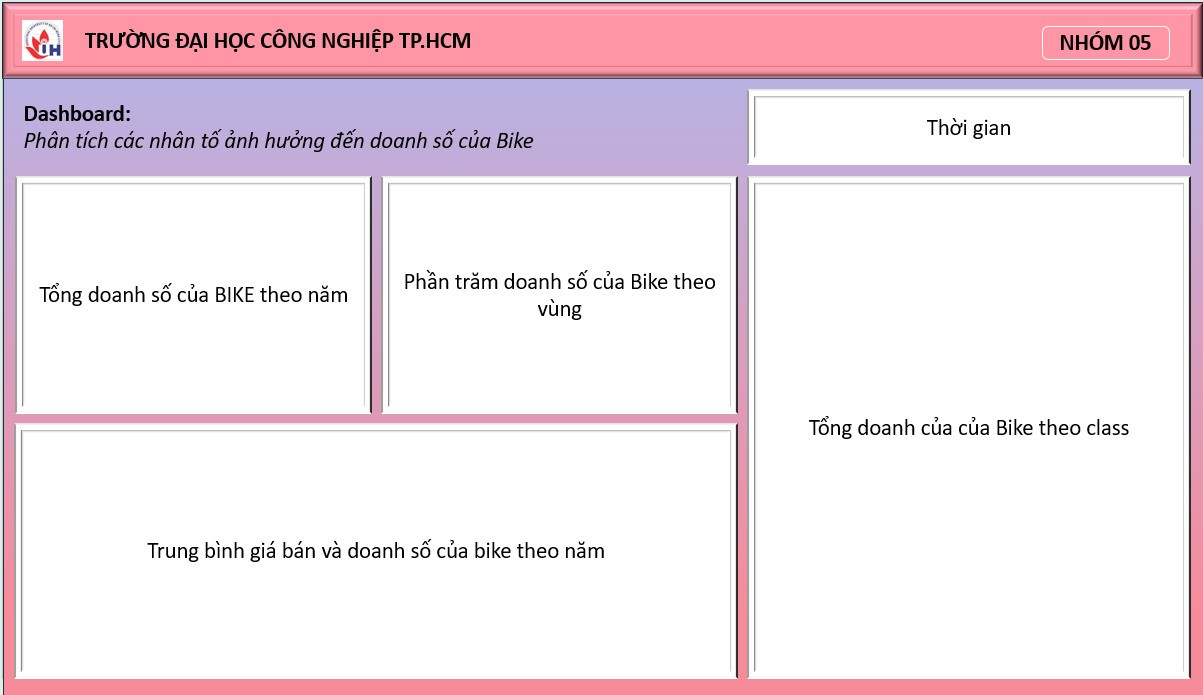 TRƯỜNG ĐẠI HỌC CÔNG NGHIỆP TP.HCM
NHÓM 05
Dashboard:
Phân tích các nhân tố ảnh hưởng đến doanh số của Bike
Thời gian
Tổng doanh số của BIKE theo năm
Phần trăm doanh số của Bike theo
vùng
Tổng doanh của của Bike theo class
Trung bình giá bán và doanh số của bike theo năm